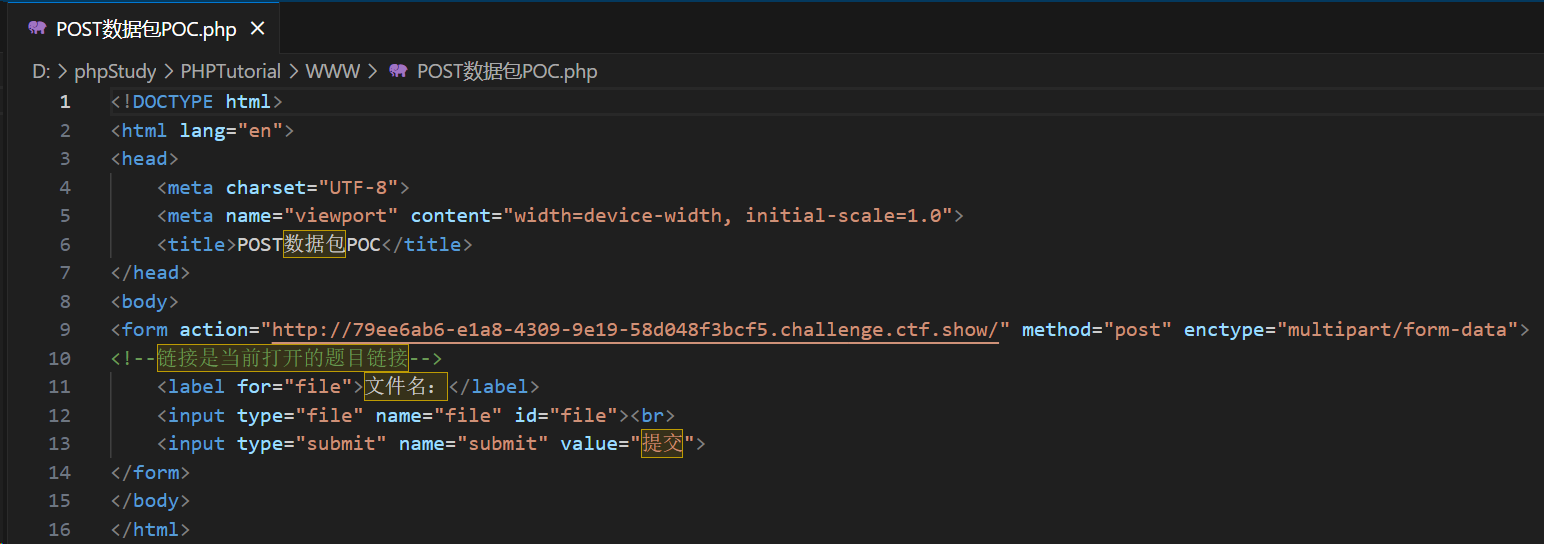 POST数据包POC.php
D: > phpStudy > PHPTutorial > WWW > POST数据包POC.php
1 <!DOCTYPE html>
2 <html lang="en">
3 <head>
4     <meta charset="UTF-8">
5     <meta name="viewport" content="width=device-width, initial-scale=1.0">
6     <title>POST数据包POC</title>
7 </head>
8 <body>
9 <form action="http://79ee6ab6-e1a8-4309-9e19-58d048f3bcf5.challenge.ctf.show/" method="post" enctype="multipart/form-data">
10 <!--链接是当前打开的题目链接-->
11     <label for="file">文件名：</label>
12     <input type="file" name="file" id="file"><br>
13     <input type="submit" name="submit" value="提交">
14 </form>
15 </body>
16 </html>